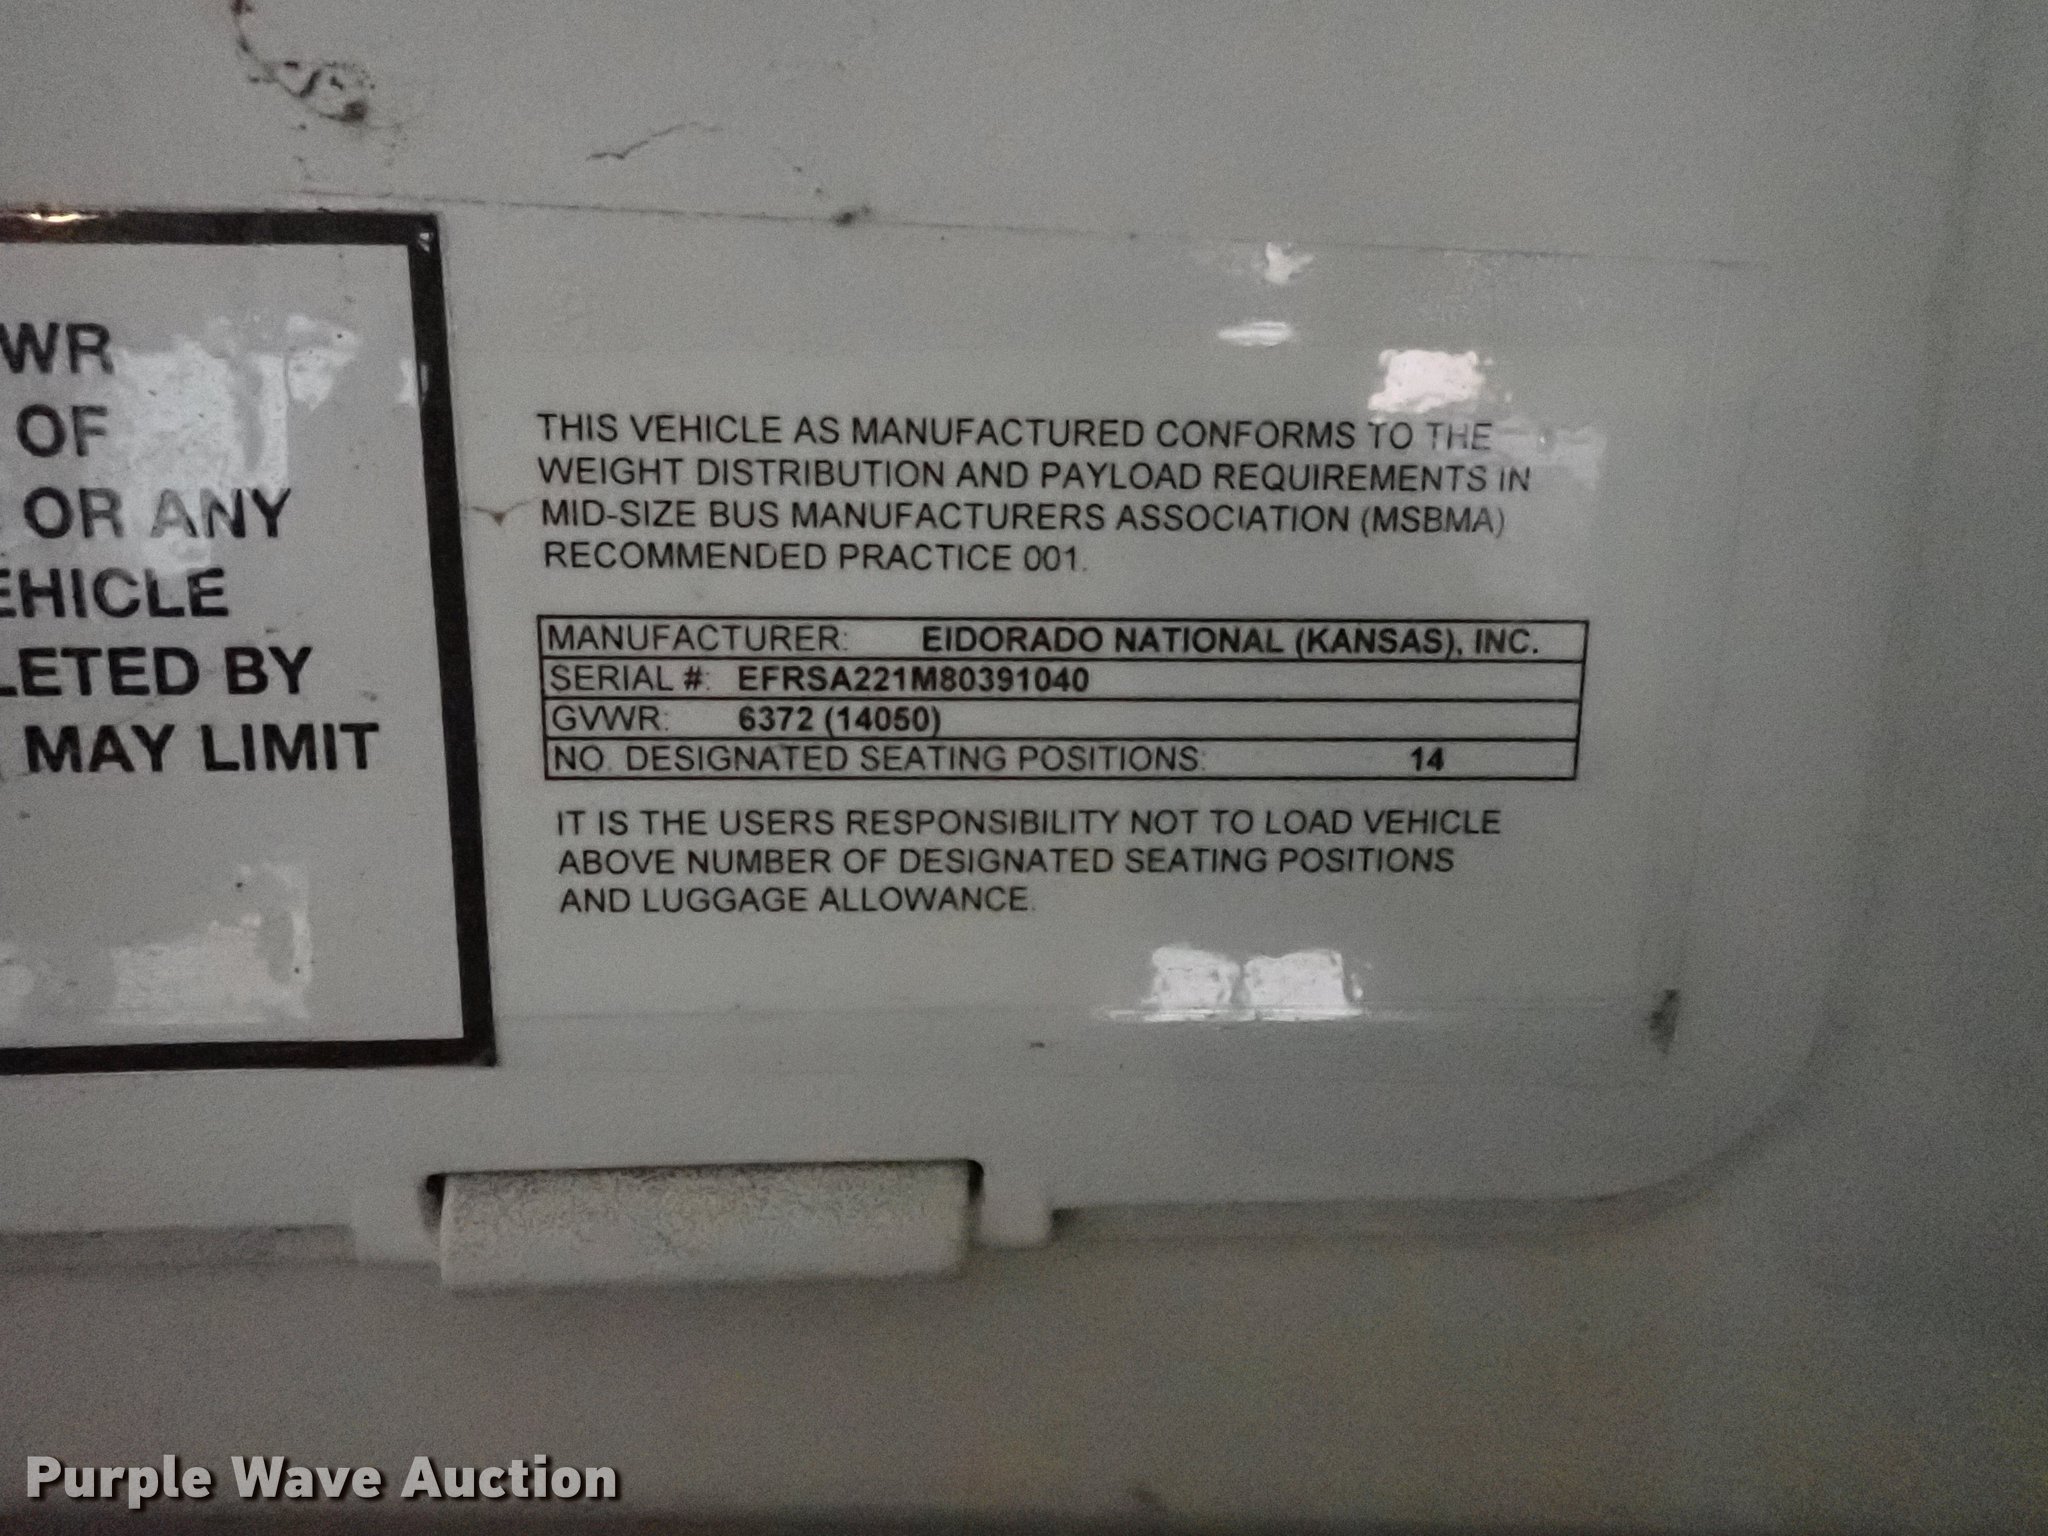 WR
OF
OR ANY
EHICLE
LETED BY
MAY LIMIT
THIS VEHICLE AS MANUFACTURED CONFORMS TO THE
WEIGHT DISTRIBUTION AND PAYLOAD REQUIREMENTS IN
MID-SIZE BUS MANUFACTURERS ASSOCIATION (MSBMA)
RECOMMENDED PRACTICE 001.
MANUFACTURER: EIDORADO NATIONAL (KANSAS), INC.
SERIAL #: EFRSA221M80391040
GVWR: 6372 (14050)
NO. DESIGNATED SEATING POSITIONS: 14
IT IS THE USERS RESPONSIBILITY NOT TO LOAD VEHICLE
ABOVE NUMBER OF DESIGNATED SEATING POSITIONS
AND LUGGAGE ALLOWANCE.
Purple Wave Auction